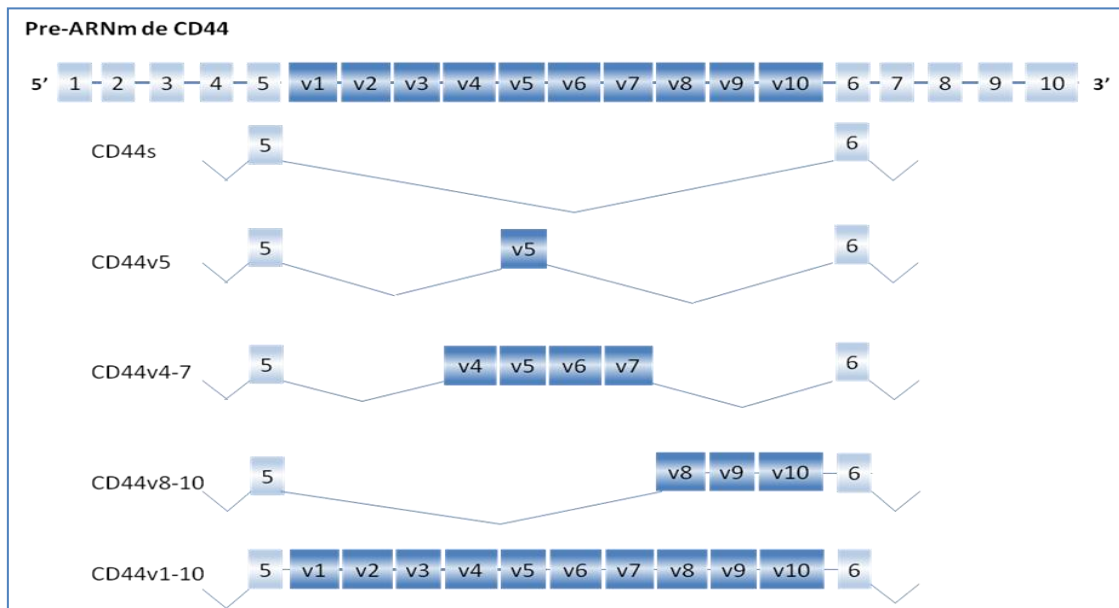 Pre-ARNm de CD44
5’ 1 2 3 4 5 v1 v2 v3 v4 v5 v6 v7 v8 v9 v10 6 7 8 9 10 3’
CD44s 5 6
CD44v5 5 v5 6
CD44v4-7 5 v4 v5 v6 v7 6
CD44v8-10 5 v8 v9 v10 6
CD44v1-10 5 v1 v2 v3 v4 v5 v6 v7 v8 v9 v10 6